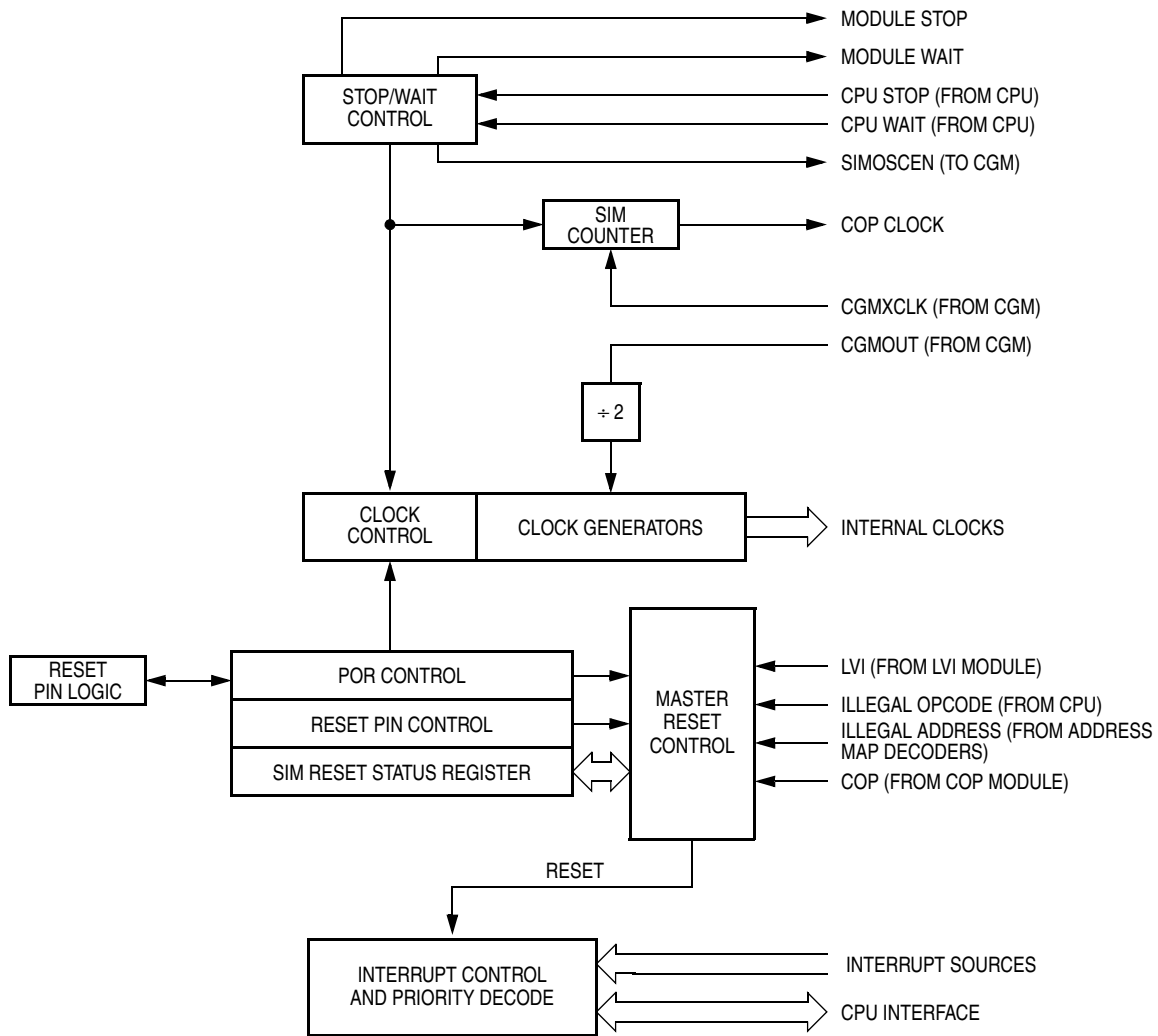 MODULE STOP
MODULE WAIT
STOP/WAIT
CONTROL
CPU STOP (FROM CPU)
CPU WAIT (FROM CPU)
SIMOSCEN (TO CGM)
SIM
COUNTER
COP CLOCK
CGMXCLK (FROM CGM)
CGMOUT (FROM CGM)
÷ 2
CLOCK
CONTROL
CLOCK GENERATORS
INTERNAL CLOCKS
RESET
PIN LOGIC
POR CONTROL
RESET PIN CONTROL
SIM RESET STATUS REGISTER
MASTER
RESET
CONTROL
LVI (FROM LVI MODULE)
ILLEGAL OPCODE (FROM CPU)
ILLEGAL ADDRESS (FROM ADDRESS
MAP DECODERS)
COP (FROM COP MODULE)
RESET
INTERRUPT CONTROL
AND PRIORITY DECODE
INTERRUPT SOURCES
CPU INTERFACE